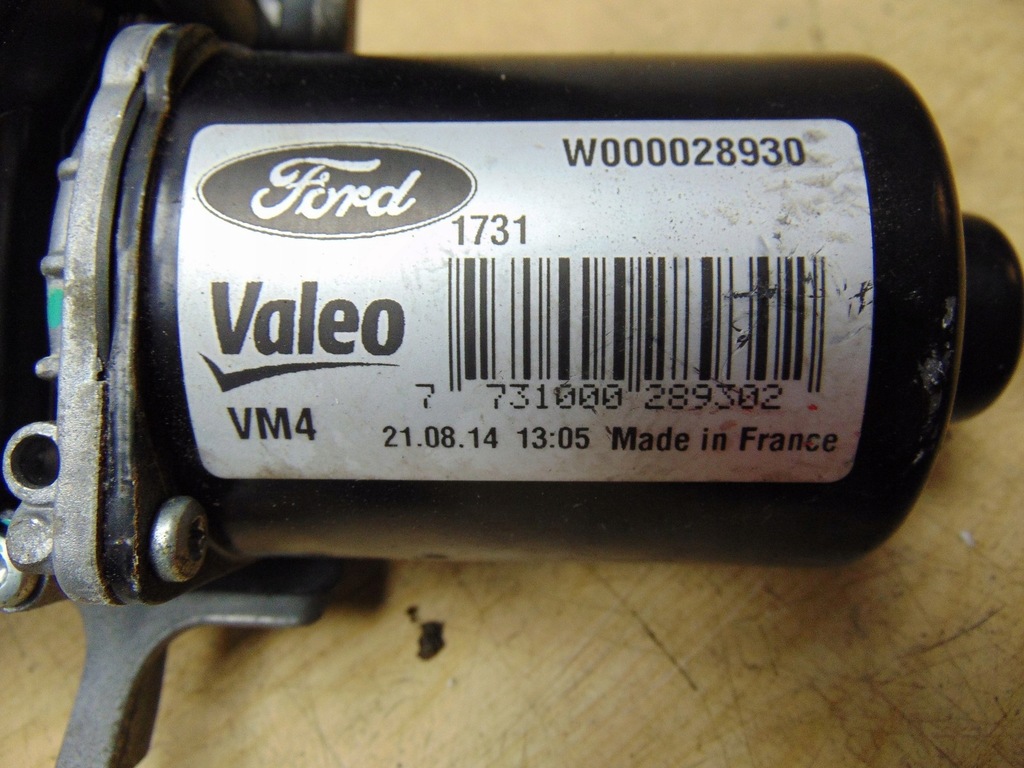 Ford
W000028930
1731
Valeo
7 731000 289302
VM4
21.08.14 13:05 Made in France